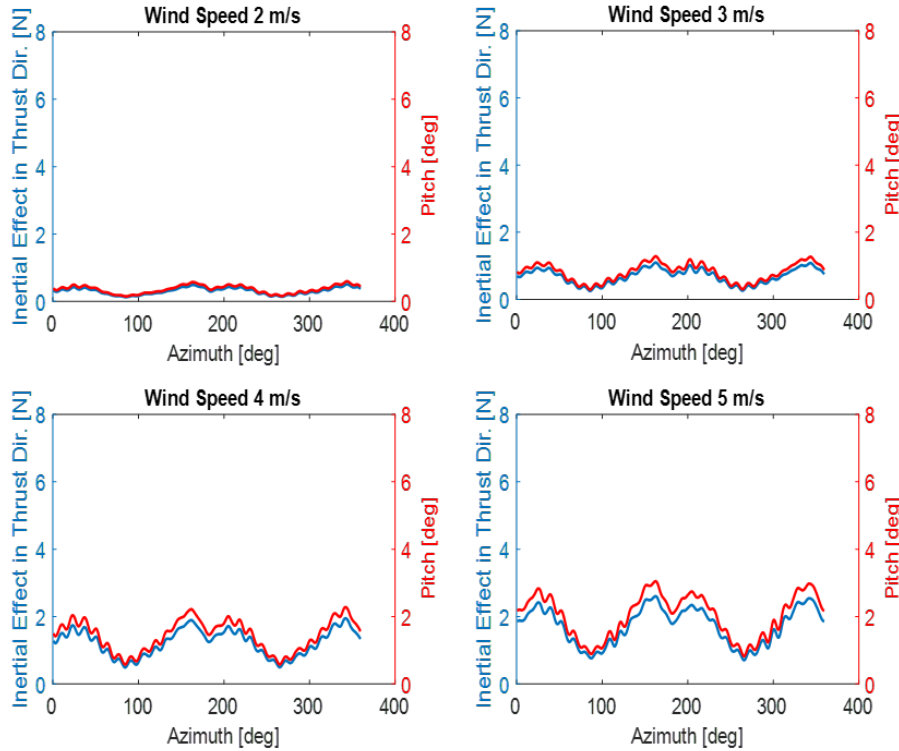 Wind Speed 2 m/s
Inertial Effect in Thrust Dir. [N]
8
6
4
2
0
0 100 200 300 400
Azimuth [deg]
8
6
4
2
0
Pitch [deg]
Wind Speed 3 m/s
Inertial Effect in Thrust Dir. [N]
8
6
4
2
0
0 100 200 300 400
Azimuth [deg]
8
6
4
2
0
Pitch [deg]
Wind Speed 4 m/s
Inertial Effect in Thrust Dir. [N]
8
6
4
2
0
0 100 200 300 400
Azimuth [deg]
8
6
4
2
0
Pitch [deg]
Wind Speed 5 m/s
Inertial Effect in Thrust Dir. [N]
8
6
4
2
0
0 100 200 300 400
Azimuth [deg]
8
6
4
2
0
Pitch [deg]